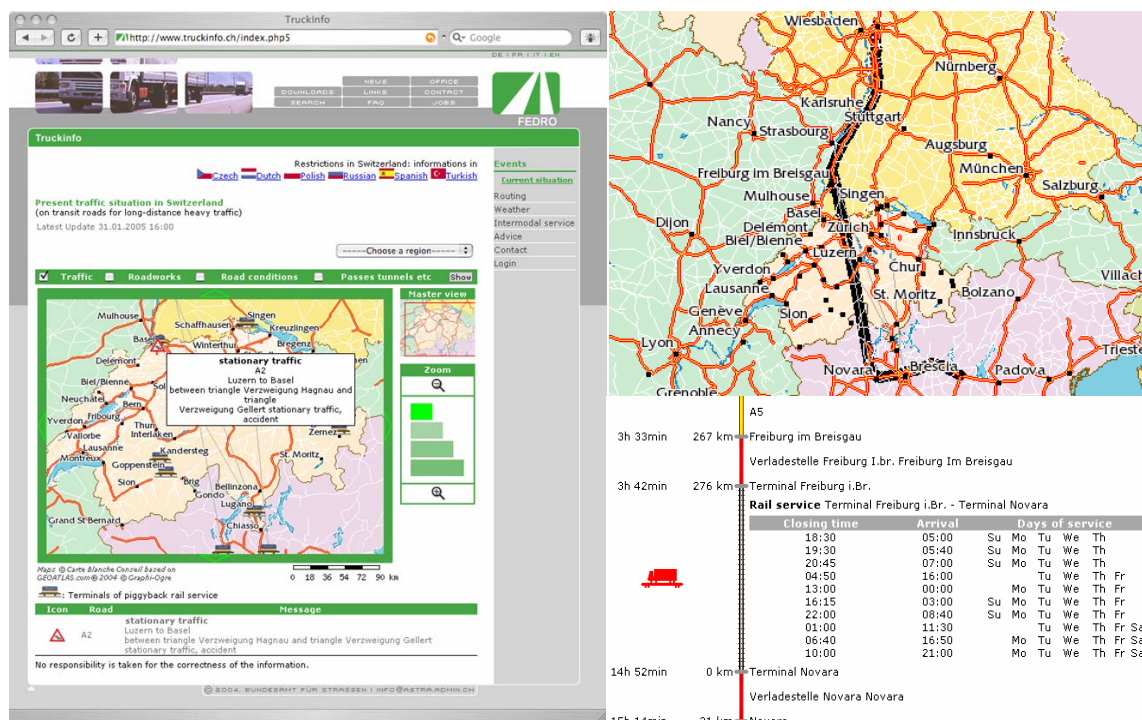 TruckInfo
http://www.truckinfo.ch/index.php5
Google
DE | FR | IT | EN
NEWS OFFICE
DOWNLOADS LINKS CONTACT
SEARCH FAQ JOBS
FEDRO
Truckinfo
Restrictions in Switzerland: informations in
Czech Dutch Polish Russian Spanish Turkish
Present traffic situation in Switzerland
(on transit roads for long-distance heavy traffic)
Latest Update 31.01.2005 16:00
-----Choose a region-----
Events
Current situation
Routing
Weather
Intermodal service
Advice
Contact
Login
Traffic Roadworks Road conditions Passes tunnels etc Show
Master view
Zoom
Mulhouse
Singen
Schaffhausen
Kreuzlingen
Basel
Winterthur
Bregenz
Delémont
Biel/Bienne
Sol
Neuchâtel
Bern
Yverdon
Fribourg
Thun
Interlaken
Vallorbe
Lausanne
Kandersteg
Zernez
Montreux
Goppenstein
St. Moritz
Sion
Brig
Gondo
Bellinzona
Lugano
Grand St Bernard
Chiasso
stationary traffic
A2
Luzern to Basel
between triangle Verzweigung Hagnau and
triangle
Verzweigung Gellert stationary traffic,
accident
Maps © Carte Blanche Conseil based on
GEOATLAS.com® 2004 © Graphi-Ogre
0 18 36 54 72 90 km
: Terminals of piggyback rail service
Icon Road Message
stationary traffic
A2 Luzern to Basel
between triangle Verzweigung Hagnau and triangle Verzweigung Gellert
stationary traffic, accident
No responsibility is taken for the correctness of the information.
© 2004, BUNDESAMT FÜR STRASSEN | INFO@ASTRA.ADMIN.CH
Wiesbaden
Nürnberg
Karlsruhe
Stuttgart
Nancy
Strasbourg
Augsburg
München
Freiburg im Breisgau
Salzburg
Mulhouse
Singen
Basel
Dijon
Delémont
Zürich
Innsbruck
Biel/Bienne
Luzern
Yverdon
Chur
Villach
Lausanne
St. Moritz
Bolzano
Genève
Sion
Annecy
Lyon
Trieste
Novara
Brescia
Padova
Grenoble
A5
3h 33min 267 km Freiburg im Breisgau
Verladestelle Freiburg I.br. Freiburg Im Breisgau
3h 42min 276 km Terminal Freiburg i.Br.
Rail service Terminal Freiburg i.Br. - Terminal Novara
Closing time Arrival Days of service
18:30 05:00 Su Mo Tu We Th
19:30 05:40 Su Mo Tu We Th
20:45 07:00 Su Mo Tu We Th
04:50 16:00 Tu We Th Fr
13:00 00:00 Mo Tu We Th Fr
16:15 03:00 Su Mo Tu We Th Fr
22:00 08:40 Su Mo Tu We Th Fr
01:00 11:30 Tu We Th Fr Sa
06:40 16:50 Mo Tu We Th Fr Sa
10:00 21:00 Mo Tu We Th Fr Sa
14h 52min 0 km Terminal Novara
Verladestelle Novara Novara
15h 14min 21 km Novara